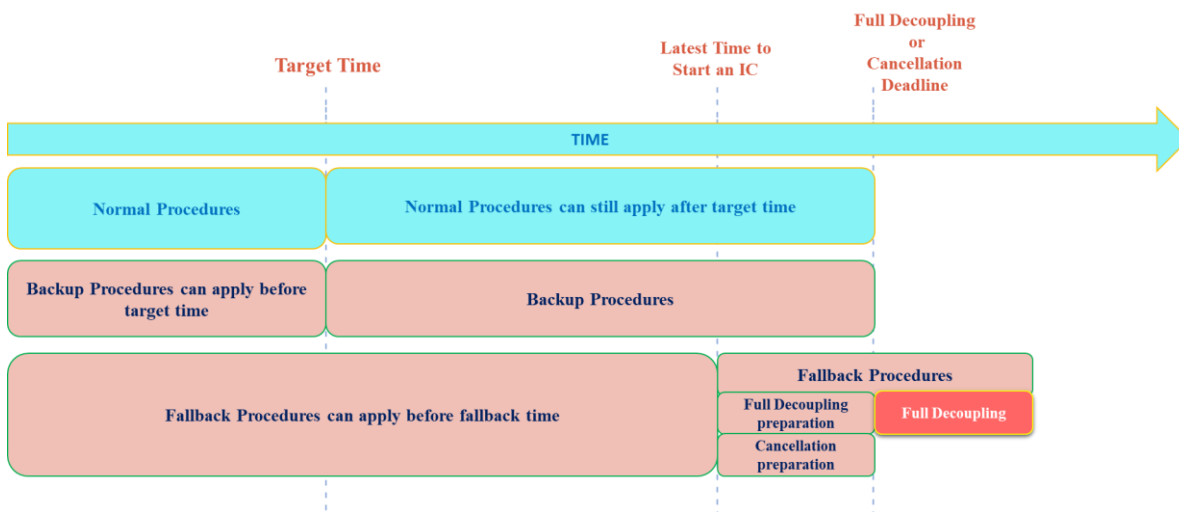 Target Time
Latest Time to
Start an IC
Full Decoupling
or
Cancellation
Deadline
TIME
Normal Procedures
Normal Procedures can still apply after target time
Backup Procedures can apply before
target time
Backup Procedures
Fallback Procedures can apply before fallback time
Fallback Procedures
Full Decoupling
preparation
Full Decoupling
Cancellation
preparation